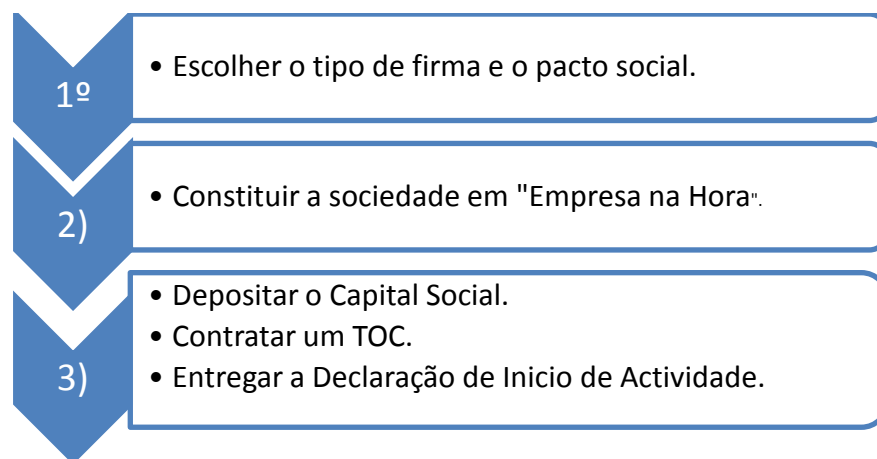 1º
• Escolher o tipo de firma e o pacto social.
2)
• Constituir a sociedade em "Empresa na Hora".
3)
• Depositar o Capital Social.
• Contratar um TOC.
• Entregar a Declaração de Inicio de Actividade.